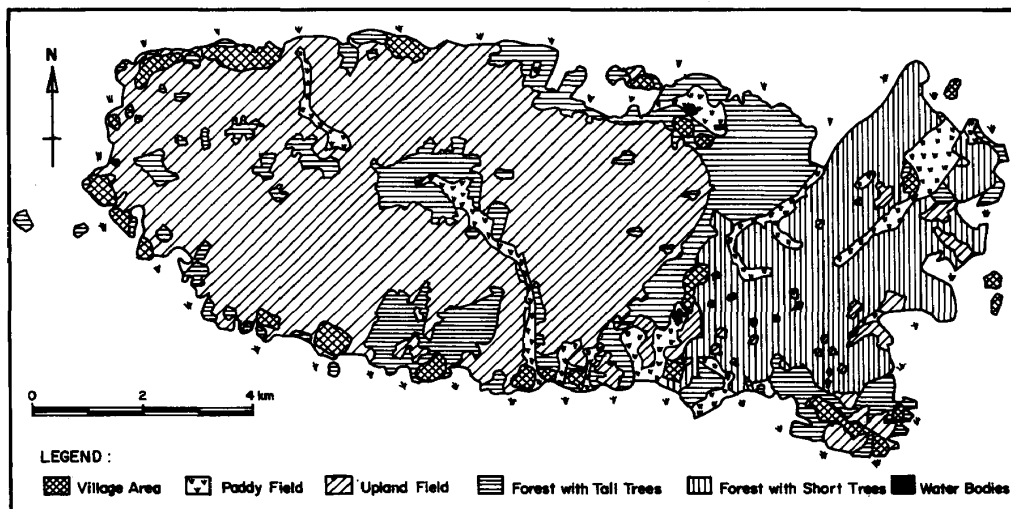 N
0 2 4 km
LEGEND :
Village Area Paddy Field Upland Field Forest with Tall Trees Forest with Short Trees Water Bodies